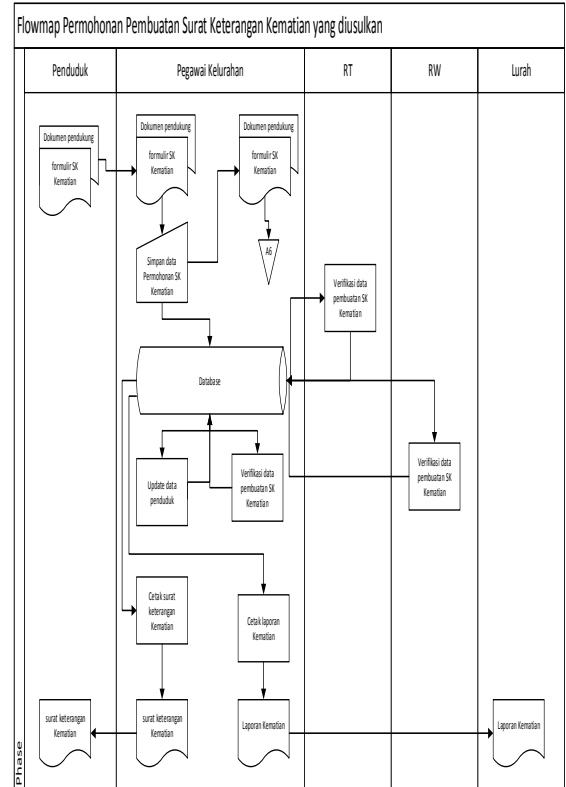 Flowmap Permohonan Pembuatan Surat Keterangan Kematian yang diusulkan
Penduduk
Pegawai Kelurahan
RT
RW
Lurah
Dokumen pendukung
formulir SK
Kematian
Dokumen pendukung
formulir SK
Kematian
Dokumen pendukung
formulir SK
Kematian
Simpan data
Permohonan SK
Kematian
A6
Verifikasi data
pembuatan SK
Kematian
Database
Update data
penduduk
Verifikasi data
pembuatan SK
Kematian
Verifikasi data
pembuatan SK
Kematian
Cetak surat
keterangan
Kematian
Cetak laporan
Kematian
surat keterangan
Kematian
surat keterangan
Kematian
Laporan Kematian
Laporan Kematian
Phase